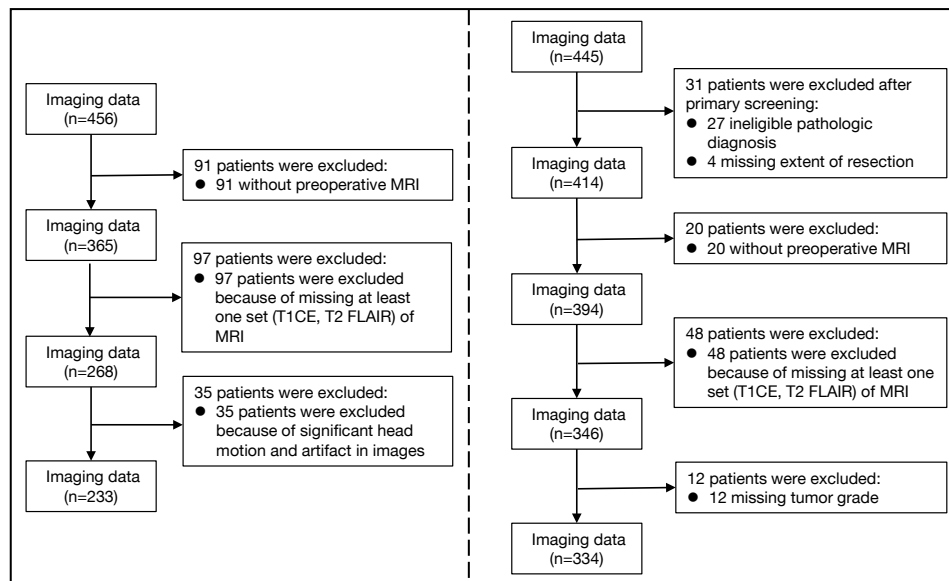 Imaging data
(n=456)
91 patients were excluded:
● 91 without preoperative MRI
Imaging data
(n=365)
97 patients were excluded:
● 97 patients were excluded
because of missing at least
one set (T1CE, T2 FLAIR) of
MRI
Imaging data
(n=268)
35 patients were excluded:
● 35 patients were excluded
because of significant head
motion and artifact in images
Imaging data
(n=233)
Imaging data
(n=445)
31 patients were excluded after
primary screening:
● 27 ineligible pathologic
diagnosis
● 4 missing extent of resection
Imaging data
(n=414)
20 patients were excluded:
● 20 without preoperative MRI
Imaging data
(n=394)
48 patients were excluded:
● 48 patients were excluded
because of missing at least one
set (T1CE, T2 FLAIR) of MRI
Imaging data
(n=346)
12 patients were excluded:
● 12 missing tumor grade
Imaging data
(n=334)